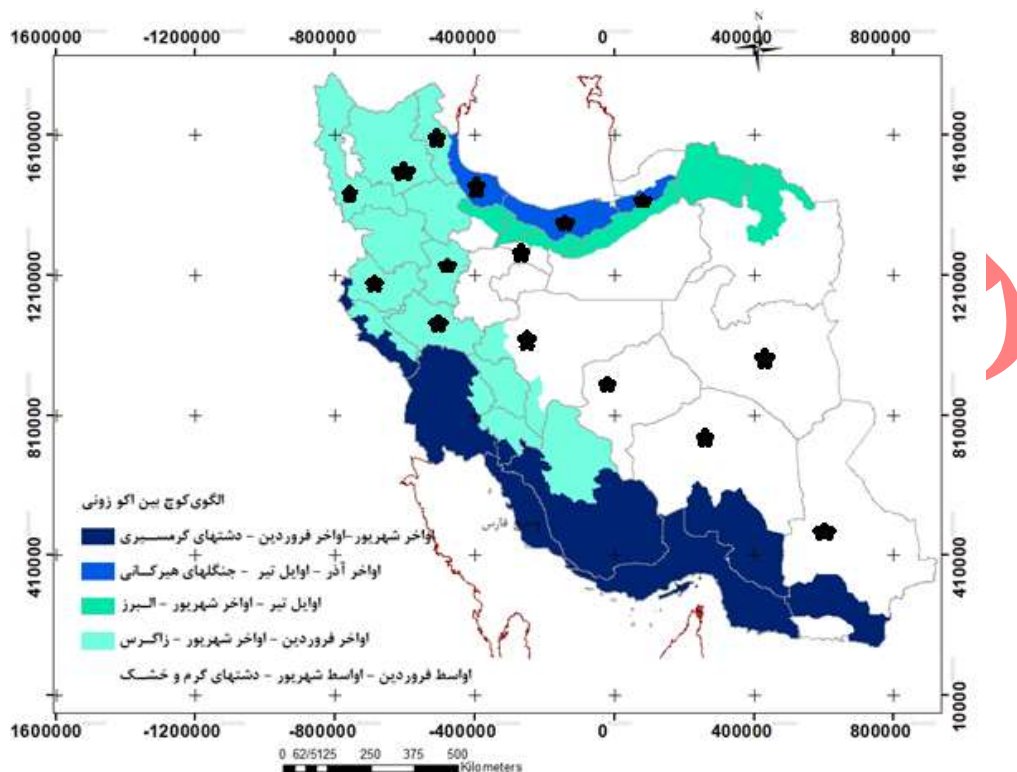 N
1600000 -1200000 -800000 -400000 0 400000 800000
1610000 1210000 810000 410000 10000
1610000 1210000 810000 410000 10000
فارس
الگوی کوچ بین اکو زونی
اواخر شهریور-اواخر فروردین - دشتهای گرمسیری
اواخر آذر - اوایل تیر - جنگلهای هیرکانی
اوایل تیر - اواخر شهریور - البرز
اواخر فروردین - اواخر شهریور - زاگرس
اواسط فروردین - اواسط شهریور - دشتهای گرم و خشک
1600000 -1200000 -800000 -400000 0 400000 800000
0 62/5125 250 375 500
Kilometers